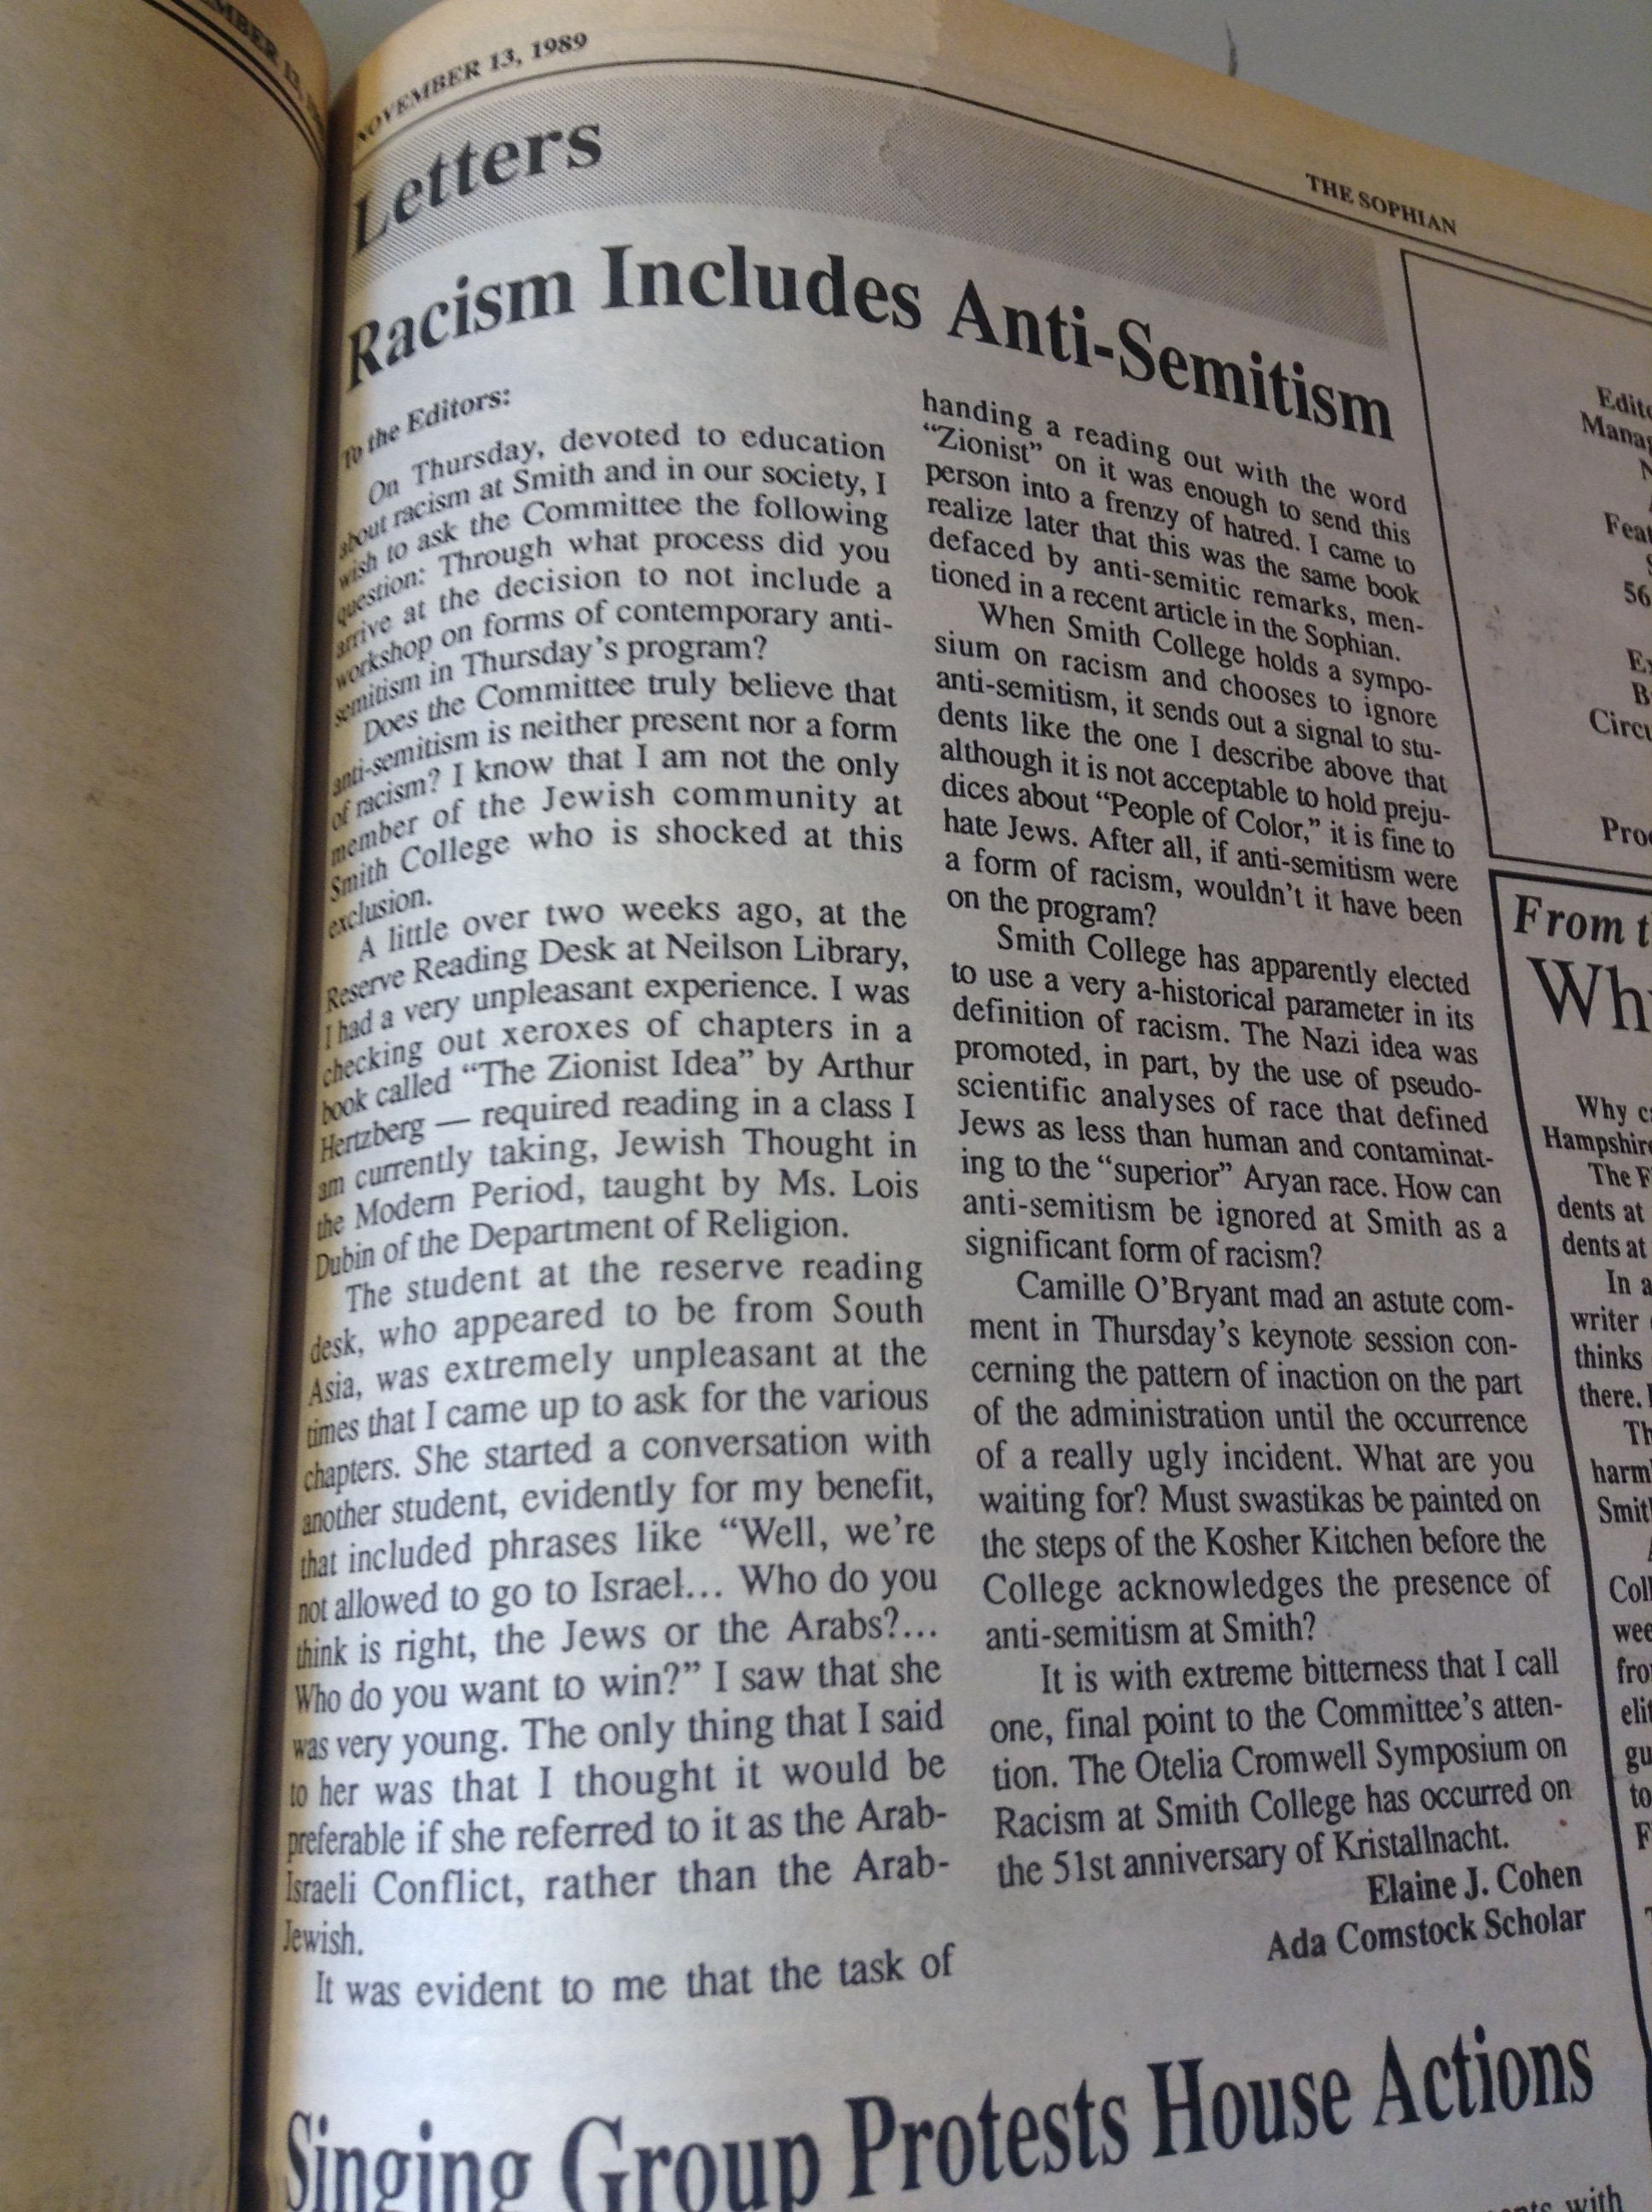 NOVEMBER 13, 1989
THE SOPHIAN
Letters
Racism Includes Anti-Semitism
To the Editors:
On Thursday, devoted to education
about racism at Smith and in our society, I
wish to ask the Committee the following
question: Through what process did you
arrive at the decision to not include a
workshop on forms of contemporary anti-
semitism in Thursday's program?
Does the Committee truly believe that
anti-semitism is neither present nor a form
of racism? I know that I am not the only
member of the Jewish community at
Smith College who is shocked at this
exclusion.
A little over two weeks ago, at the
Reserve Reading Desk at Neilson Library,
I had a very unpleasant experience. I was
checking out xeroxes of chapters in a
book called "The Zionist Idea" by Arthur
Hertzberg — required reading in a class I
am currently taking, Jewish Thought in
the Modern Period, taught by Ms. Lois
Dubin of the Department of Religion.
The student at the reserve reading
desk, who appeared to be from South
Asia, was extremely unpleasant at the
times that I came up to ask for the various
chapters. She started a conversation with
another student, evidently for my benefit,
that included phrases like "Well, we're
not allowed to go to Israel... Who do you
think is right, the Jews or the Arabs?...
Who do you want to win?" I saw that she
was very young. The only thing that I said
to her was that I thought it would be
preferable if she referred to it as the Arab-
Israeli Conflict, rather than the Arab-
Jewish.
It was evident to me that the task of
handing a reading out with the word
"Zionist" on it was enough to send this
person into a frenzy of hatred. I came to
realize later that this was the same book
defaced by anti-semitic remarks, men-
tioned in a recent article in the Sophian.
When Smith College holds a sympo-
sium on racism and chooses to ignore
anti-semitism, it sends out a signal to stu-
dents like the one I describe above that
although it is not acceptable to hold preju-
dices about "People of Color," it is fine to
hate Jews. After all, if anti-semitism were
a form of racism, wouldn't it have been
on the program?
Smith College has apparently elected
to use a very a-historical parameter in its
definition of racism. The Nazi idea was
promoted, in part, by the use of pseudo-
scientific analyses of race that defined
Jews as less than human and contaminat-
ing to the "superior" Aryan race. How can
anti-semitism be ignored at Smith as a
significant form of racism?
Camille O'Bryant mad an astute com-
ment in Thursday's keynote session con-
cerning the pattern of inaction on the part
of the administration until the occurrence
of a really ugly incident. What are you
waiting for? Must swastikas be painted on
the steps of the Kosher Kitchen before the
College acknowledges the presence of
anti-semitism at Smith?
It is with extreme bitterness that I call
one, final point to the Committee's atten-
tion. The Otelia Cromwell Symposium on
Racism at Smith College has occurred on
the 51st anniversary of Kristallnacht.
Elaine J. Cohen
Ada Comstock Scholar
Singing Group Protests House Actions
with
From
Why
Hampshire
The
dents at
dents at
In a
writer
thinks
there.